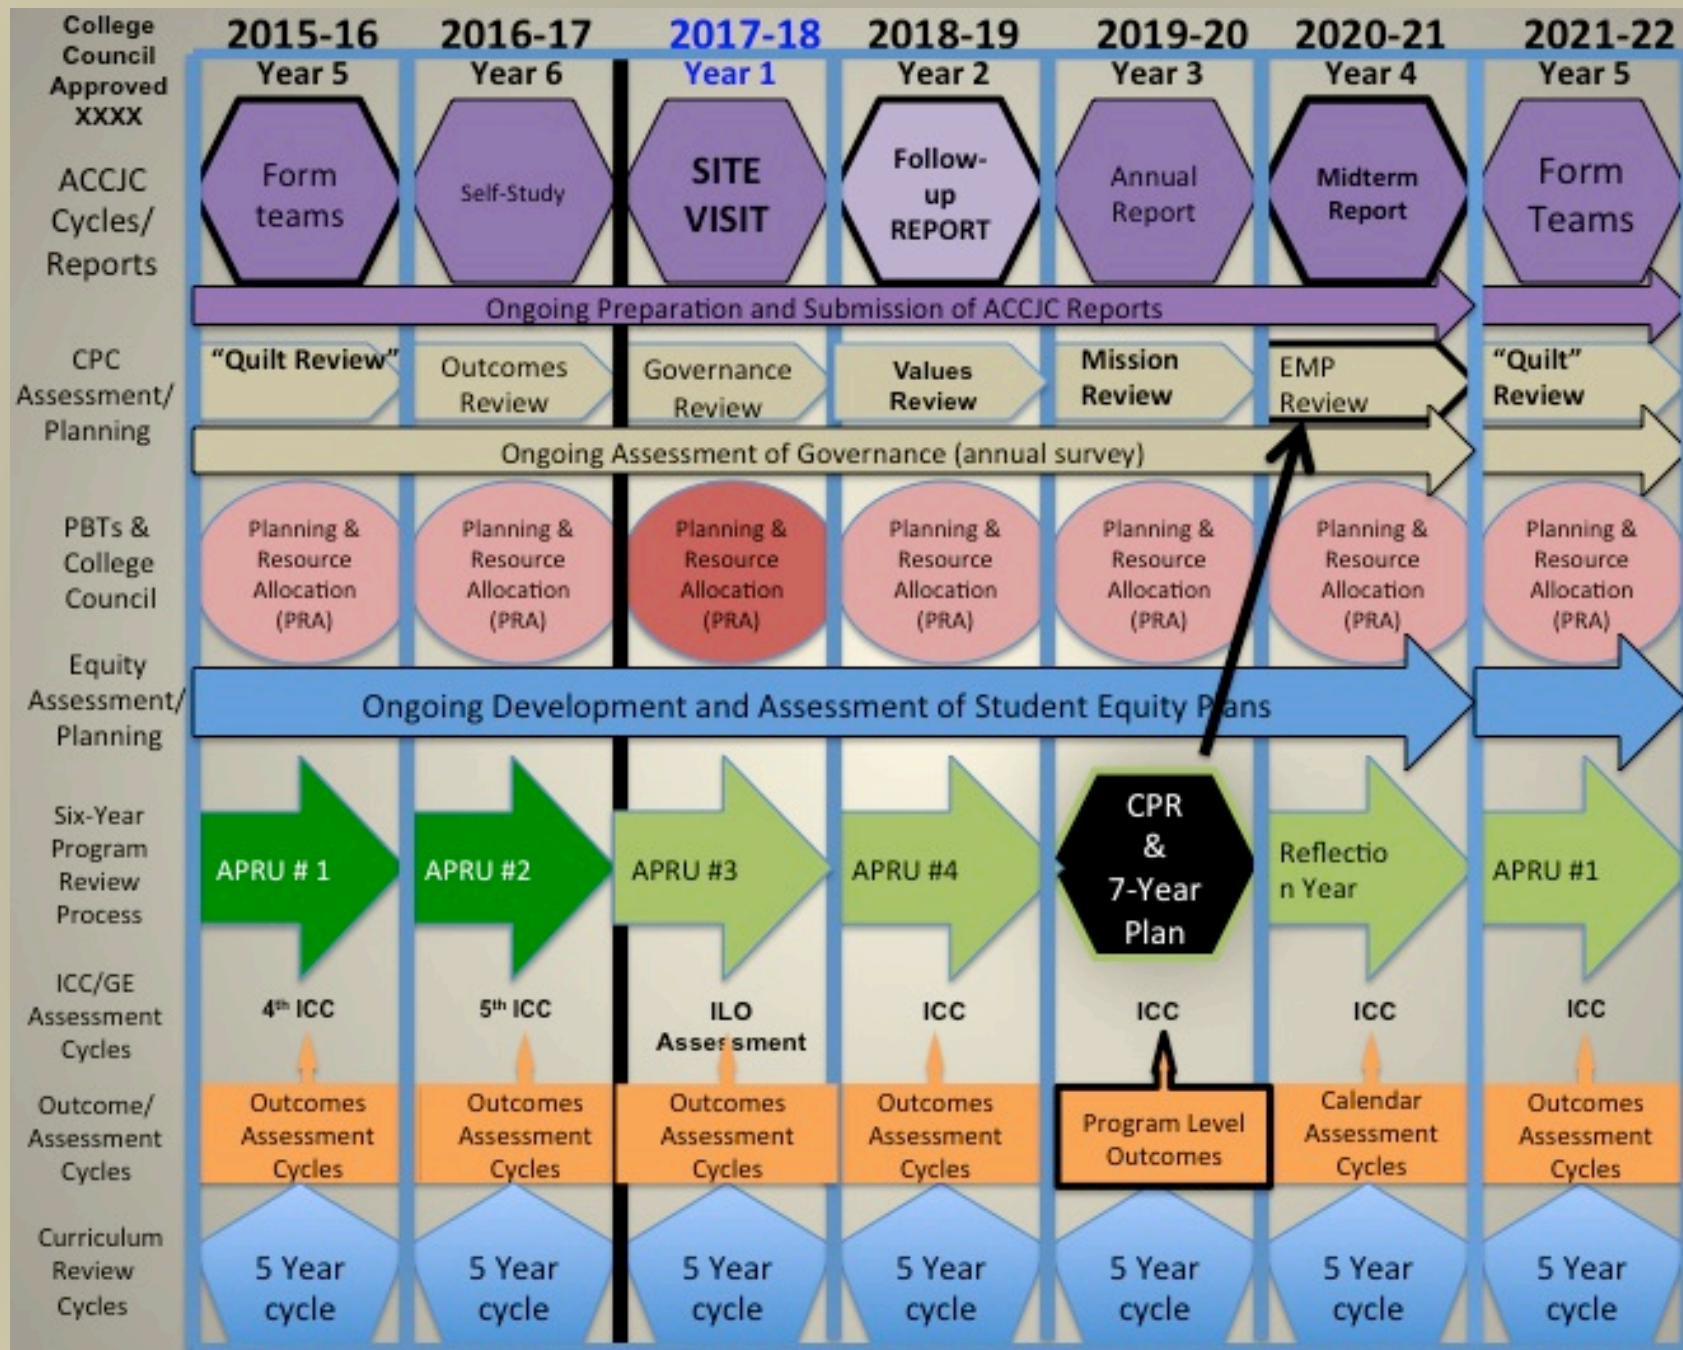 College
Council
Approved
XXXX
2015-16
2016-17
2017-18
2018-19
2019-20
2020-21
2021-22
Year 5
Year 6
Year 1
Year 2
Year 3
Year 4
Year 5
ACCJC
Cycles/
Reports
Form
teams
Self-Study
SITE
VISIT
Follow-
up
REPORT
Annual
Report
Midterm
Report
Form
Teams
Ongoing Preparation and Submission of ACCJC Reports
CPC
Assessment/
Planning
“Quilt Review”
Outcomes
Review
Governance
Review
Values
Review
Mission
Review
EMP
Review
“Quilt”
Review
Ongoing Assessment of Governance (annual survey)
PBTs &
College
Council
Planning &
Resource
Allocation
(PRA)
Planning &
Resource
Allocation
(PRA)
Planning &
Resource
Allocation
(PRA)
Planning &
Resource
Allocation
(PRA)
Planning &
Resource
Allocation
(PRA)
Planning &
Resource
Allocation
(PRA)
Planning &
Resource
Allocation
(PRA)
Equity
Assessment/
Planning
Ongoing Development and Assessment of Student Equity Plans
Six-Year
Program
Review
Process
APRU # 1
APRU #2
APRU #3
APRU #4
CPR
&
7-Year
Plan
Reflectio
n Year
APRU #1
ICC/GE
Assessment
Cycles
4th ICC
5th ICC
ILO
Assessment
ICC
ICC
ICC
ICC
Outcome/
Assessment
Cycles
Outcomes
Assessment
Cycles
Outcomes
Assessment
Cycles
Outcomes
Assessment
Cycles
Outcomes
Assessment
Cycles
Program Level
Outcomes
Calendar
Assessment
Cycles
Outcomes
Assessment
Cycles
Curriculum
Review
Cycles
5 Year
cycle
5 Year
cycle
5 Year
cycle
5 Year
cycle
5 Year
cycle
5 Year
cycle
5 Year
cycle